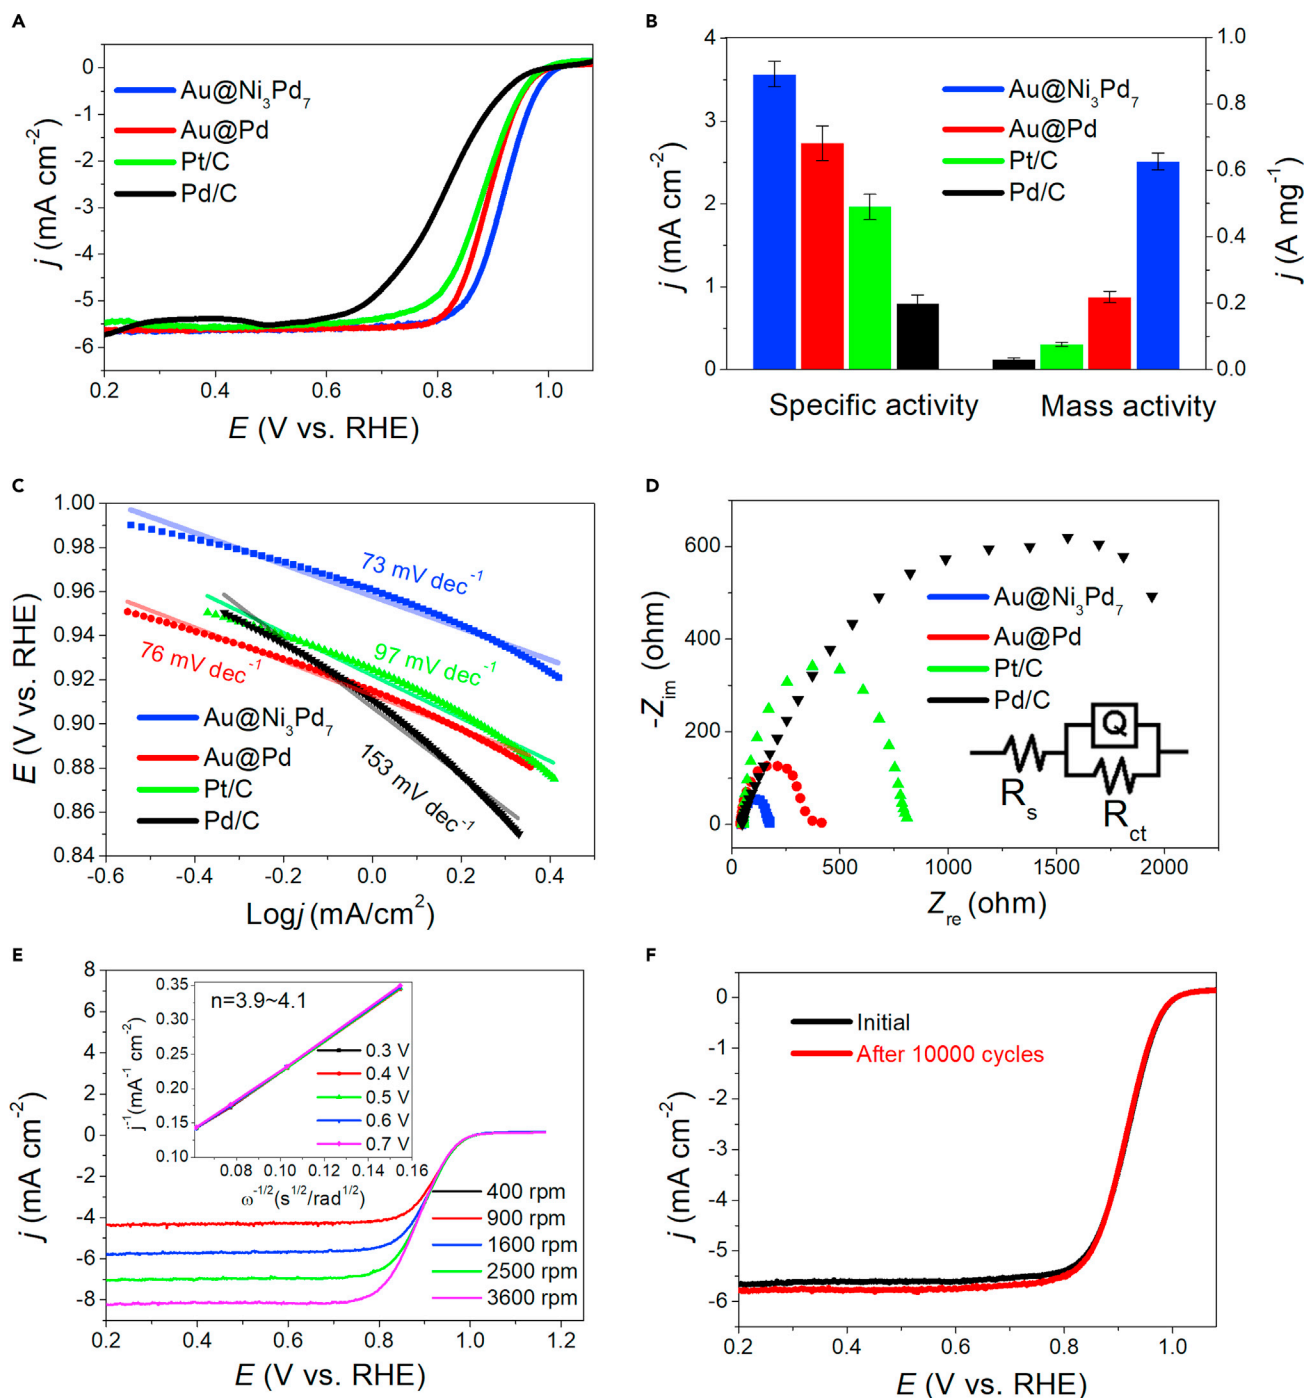 A
0
-1
-2
-3
-4
-5
-6
j (mA cm-2)
Au@Ni3Pd7
Au@Pd
Pt/C
Pd/C
0.2 0.4 0.6 0.8 1.0
E (V vs. RHE)
B
4
3
2
1
0
j (mA cm-2)
Au@Ni3Pd7
Au@Pd
Pt/C
Pd/C
1.0
0.8
0.6
0.4
0.2
0.0
j (A mg-1)
Specific activity Mass activity
C
1.00
0.98
0.96
0.94
0.92
0.90
0.88
0.86
0.84
E (V vs. RHE)
73 mV dec-1
97 mV dec-1
76 mV dec-1
153 mV dec-1
Au@Ni3Pd7
Au@Pd
Pt/C
Pd/C
-0.6 -0.4 -0.2 0.0 0.2 0.4
Logj (mA/cm2)
D
600
400
200
0
-Zim (ohm)
Au@Ni3Pd7
Au@Pd
Pt/C
Pd/C
Q
Rs
Rct
0 500 1000 1500 2000
Zre (ohm)
E
8
6
4
2
0
-2
-4
-6
-8
j (mA cm-2)
0.35
0.30
0.25
0.20
0.15
0.10
j-1(mA-1 cm-2)
n=3.9~4.1
0.3 V
0.4 V
0.5 V
0.6 V
0.7 V
0.08 0.10 0.12 0.14 0.16
ω-1/2(s1/2/rad1/2)
400 rpm
900 rpm
1600 rpm
2500 rpm
3600 rpm
0.2 0.4 0.6 0.8 1.0 1.2
E (V vs. RHE)
F
0
-1
-2
-3
-4
-5
-6
j (mA cm-2)
Initial
After 10000 cycles
0.2 0.4 0.6 0.8 1.0
E (V vs. RHE)